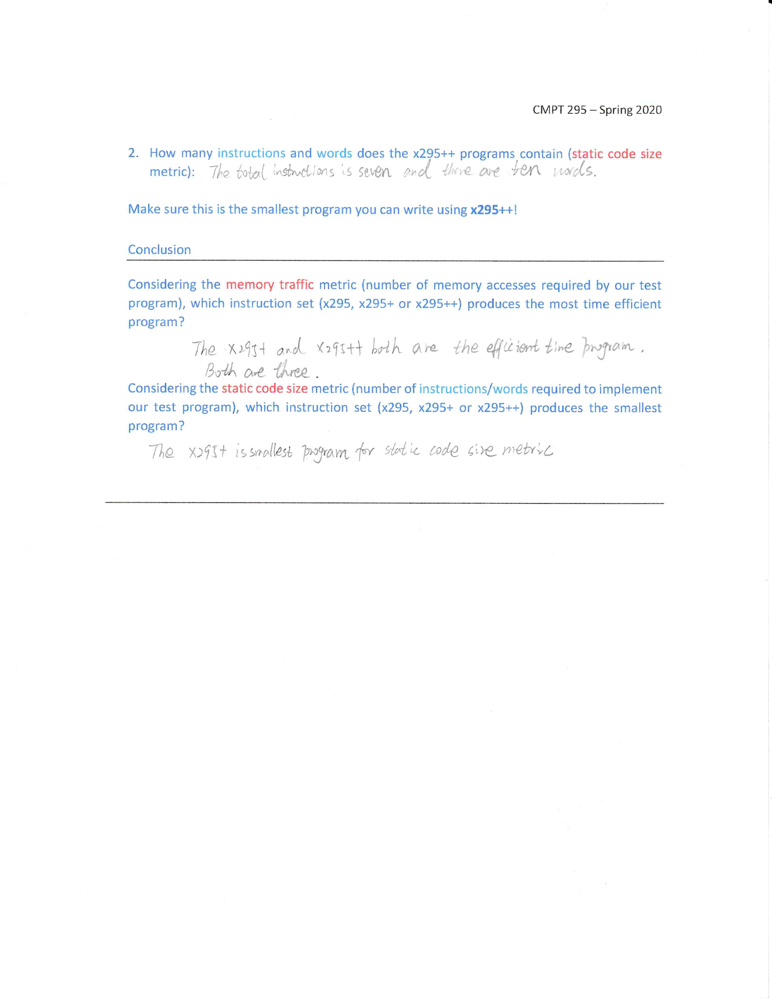 CMPT 295 – Spring 2020
2. How many instructions and words does the x295++ programs contain (static code size
metric): The total instructions is seven and there are ten words.
Make sure this is the smallest program you can write using x295++!
Conclusion
Considering the memory traffic metric (number of memory accesses required by our test
program), which instruction set (x295, x295+ or x295++) produces the most time efficient
program?
The x295+ and x295++ both are the efficient time program.
Both are three.
Considering the static code size metric (number of instructions/words required to implement
our test program), which instruction set (x295, x295+ or x295++) produces the smallest
program?
The x295+ is smallest program for static code size metric